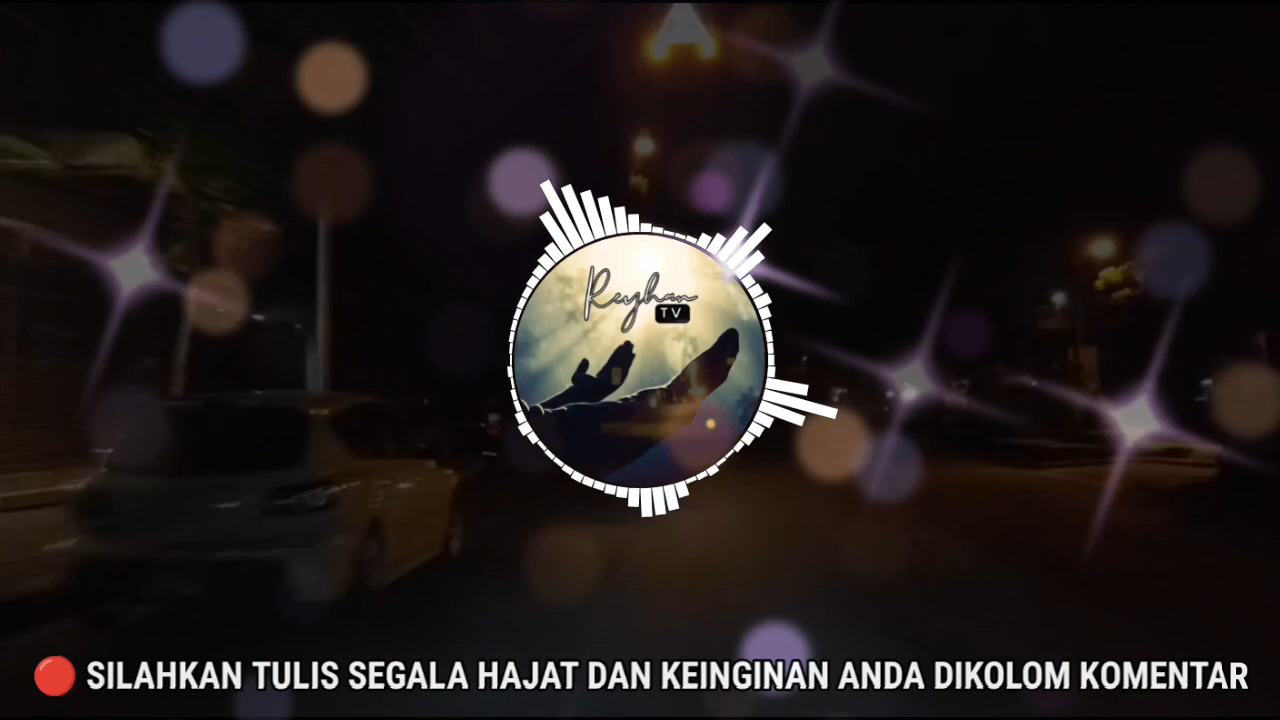 Reyhan
TV
🔴 SILAHKAN TULIS SEGALA HAJAT DAN KEINGINAN ANDA DIKOLOM KOMENTAR